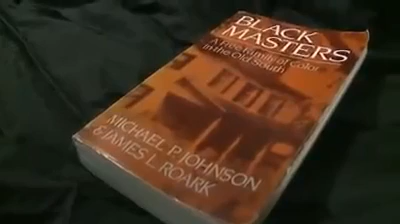 BLACK
MASTERS
A Free Family of Color
in the Old South
MICHAEL P. JOHNSON
& JAMES L. ROARK